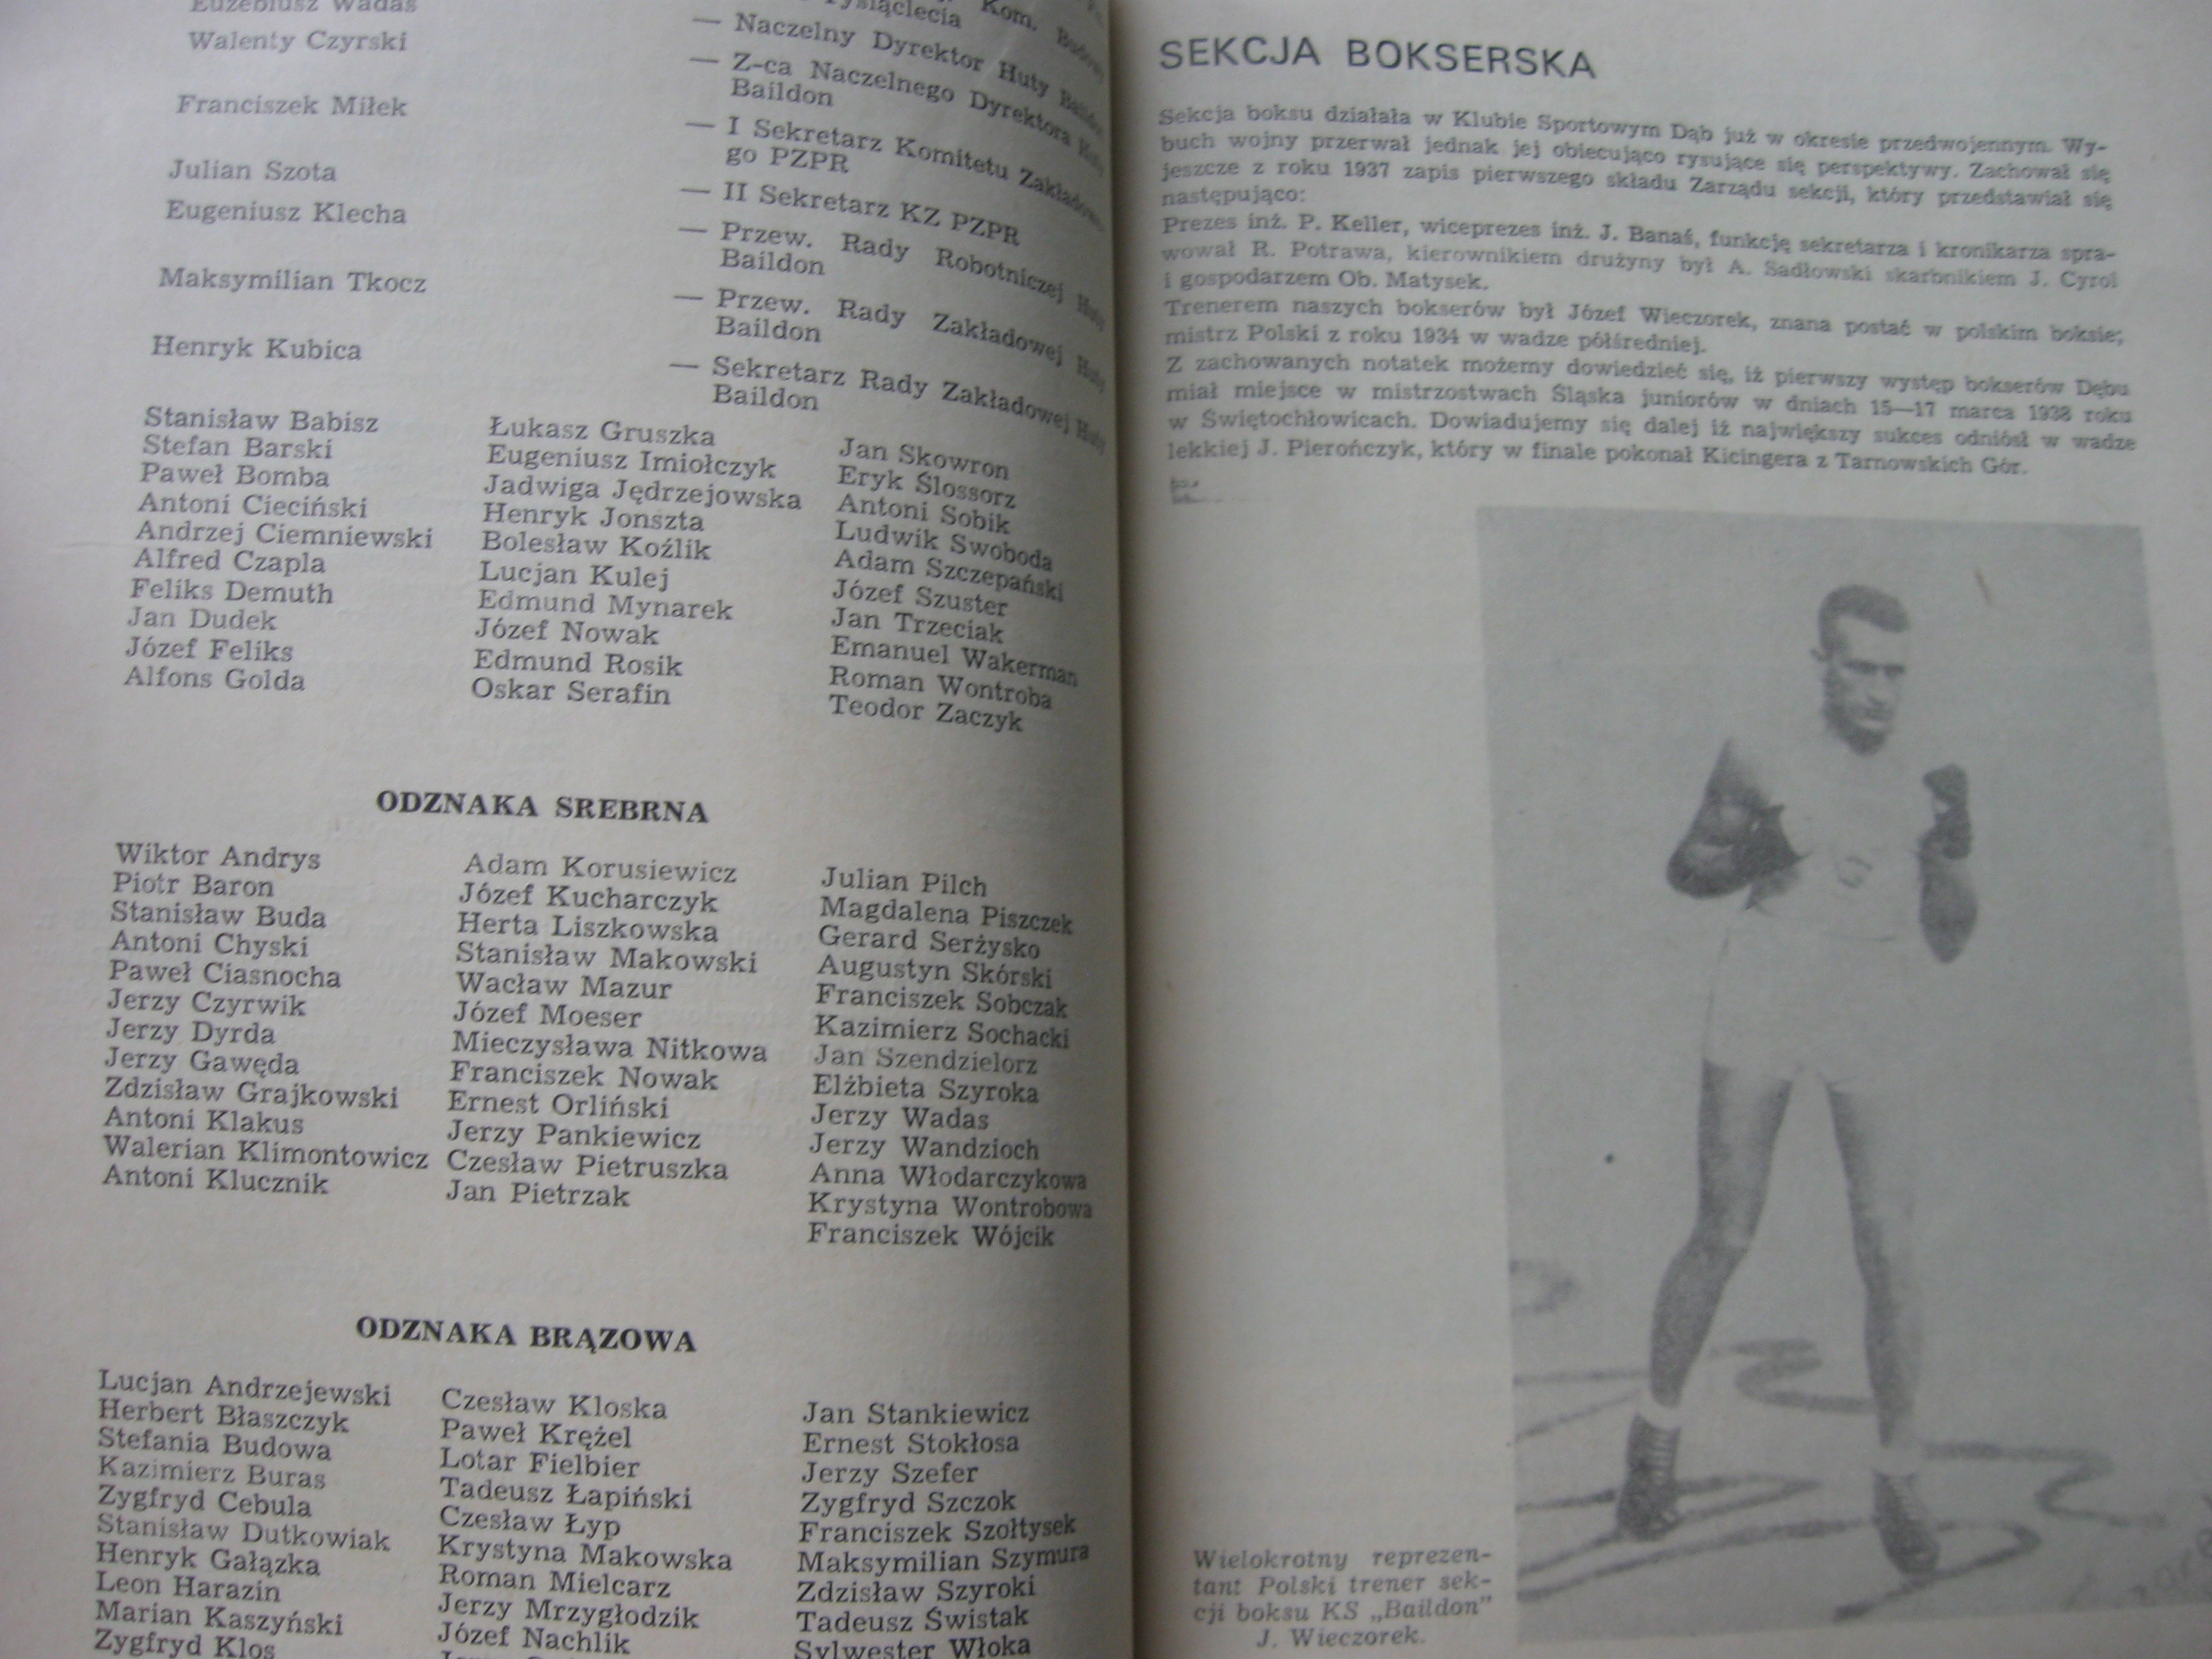 Euzebiusz Wadas
Walenty Czyrski
Franciszek Miłek
Julian Szota
Eugeniusz Klecha
Maksymilian Tkocz
Henryk Kubica
Kom. Budowy
Tysiąclecia
— Naczelny Dyrektor Huty
— Z-ca Naczelnego Dyrektora Huty
Baildon
— I Sekretarz Komitetu Zakładowe-
go PZPR
— II Sekretarz KZ PZPR
— Przew. Rady Robotniczej Huty
Baildon
— Przew. Rady Zakładowej Huty
Baildon
— Sekretarz Rady Zakładowej Huty
Baildon
Stanisław Babisz
Stefan Barski
Paweł Bomba
Antoni Cieciński
Andrzej Ciemniewski
Alfred Czapla
Feliks Demuth
Jan Dudek
Józef Feliks
Alfons Golda
Łukasz Gruszka
Eugeniusz Imiołczyk
Jadwiga Jędrzejowska
Henryk Jonszta
Bolesław Koźlik
Lucjan Kulej
Edmund Mynarek
Józef Nowak
Edmund Rosik
Oskar Serafin
Jan Skowron
Eryk Ślossorz
Antoni Sobik
Ludwik Swoboda
Adam Szczepański
Józef Szuster
Jan Trzeciak
Emanuel Wakerman
Roman Wontroba
Teodor Zaczyk
ODZNAKA SREBRNA
Wiktor Andrys
Piotr Baron
Stanisław Buda
Antoni Chyski
Paweł Ciasnocha
Jerzy Czyrwik
Jerzy Dyrda
Jerzy Gawęda
Zdzisław Grajkowski
Antoni Klakus
Walerian Klimontowicz
Antoni Klucznik
Adam Korusiewicz
Józef Kucharczyk
Herta Liszkowska
Stanisław Makowski
Wacław Mazur
Józef Moeser
Mieczysława Nitkowa
Franciszek Nowak
Ernest Orliński
Jerzy Pankiewicz
Czesław Pietruszka
Jan Pietrzak
Julian Pilch
Magdalena Piszczek
Gerard Serżysko
Augustyn Skórski
Franciszek Sobczak
Kazimierz Sochacki
Jan Szendzielorz
Elżbieta Szyroka
Jerzy Wadas
Jerzy Wandzioch
Anna Włodarczykowa
Krystyna Wontrobowa
Franciszek Wójcik
ODZNAKA BRĄZOWA
Lucjan Andrzejewski
Herbert Błaszczyk
Stefania Budowa
Kazimierz Buras
Zygfryd Cebula
Stanisław Dutkowiak
Henryk Gałązka
Leon Harazin
Marian Kaszyński
Zygfryd Klos
Czesław Kloska
Paweł Krężel
Lotar Fielbier
Tadeusz Łapiński
Czesław Łyp
Krystyna Makowska
Roman Mielcarz
Jerzy Mrzygłodzik
Józef Nachlik
Jan Stankiewicz
Ernest Stokłosa
Jerzy Szefer
Zygfryd Szczok
Franciszek Szołtysek
Maksymilian Szymura
Zdzisław Szyroki
Tadeusz Świstak
Sylwester Włoka
SEKCJA BOKSERSKA
Sekcja boksu działała w Klubie Sportowym Dąb już w okresie przedwojennym. Wy-
buch wojny przerwał jednak jej obiecująco rysujące się perspektywy. Zachował się
jeszcze z roku 1937 zapis pierwszego składu Zarządu sekcji, który przedstawiał się
następująco:
Prezes inż. P. Keller, wiceprezes inż. J. Banaś, funkcję sekretarza i kronikarza spra-
wował R. Potrawa, kierownikiem drużyny był A. Sadłowski skarbnikiem J. Cyroł
i gospodarzem Ob. Matysek.
Trenerem naszych bokserów był Józef Wieczorek, znana postać w polskim boksie;
mistrz Polski z roku 1934 w wadze półśredniej.
Z zachowanych notatek możemy dowiedzieć się, iż pierwszy występ bokserów Dębu
miał miejsce w mistrzostwach Śląska juniorów w dniach 15—17 marca 1938 roku
w Świętochłowicach. Dowiadujemy się dalej iż największy sukces odniósł w wadze
lekkiej J. Pierończyk, który w finale pokonał Kicingera z Tarnowskich Gór.
Wielokrotny reprezen-
tant Polski trener sek-
cji boksu KS „Baildon"
J. Wieczorek.